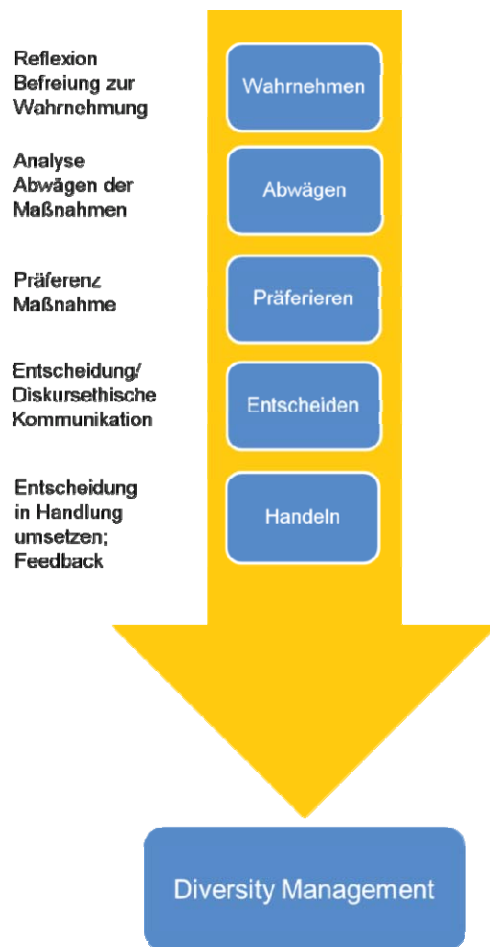 Reflexion
Befreiung zur
Wahrnehmung
Wahrnehmen
Analyse
Abwägen der
Maßnahmen
Abwägen
Präferenz
Maßnahme
Präferieren
Entscheidung/
Diskursethische
Kommunikation
Entscheiden
Entscheidung
in Handlung
umsetzen;
Feedback
Handeln
Diversity Management